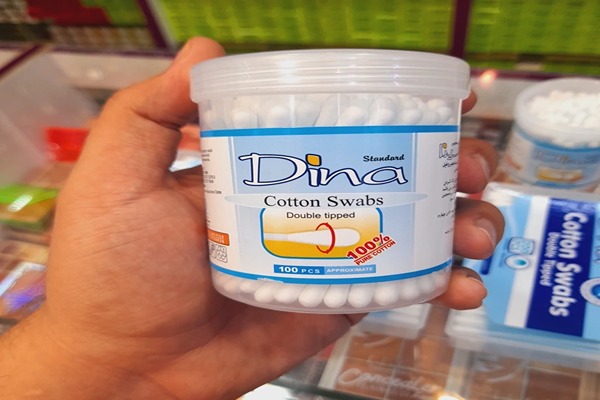 Standard
Dina
Cotton Swabs
Double tipped
100%
PURE COTTON
100 PCS APPROXIMATE
Cotton Swabs
Double Tipped